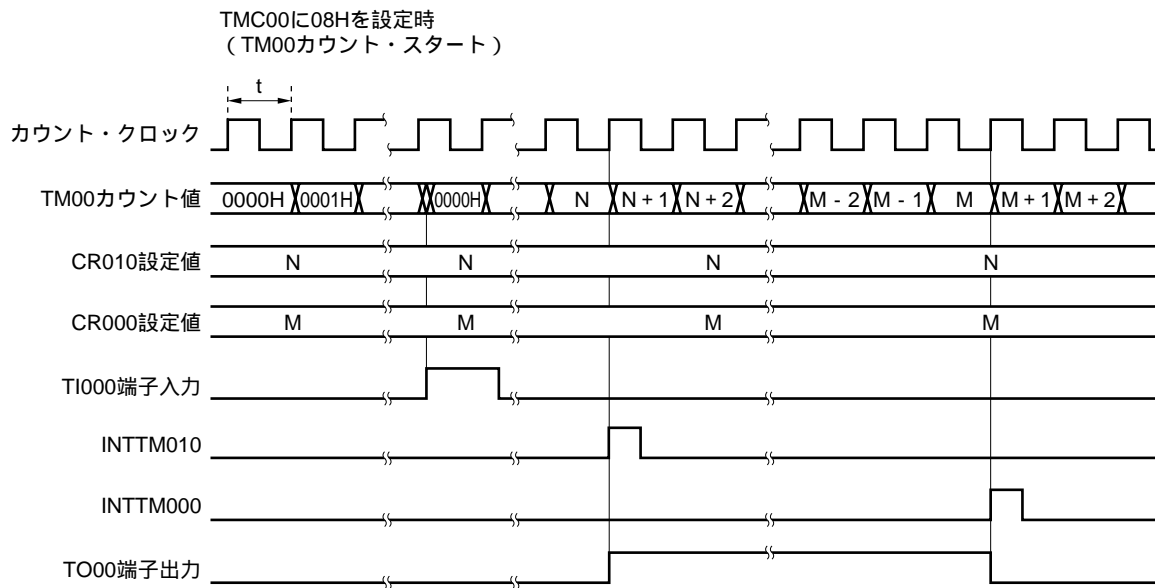 TMC00に08Hを設定時
（TM00カウント・スタート）
t
カウント・クロック
TM00カウント値 0000H 0001H 0000H N N + 1 N + 2 M - 2 M - 1 M M + 1 M + 2
CR010設定値 N N N N
CR000設定値 M M M M
TI000端子入力
INTTM010
INTTM000
TO00端子出力